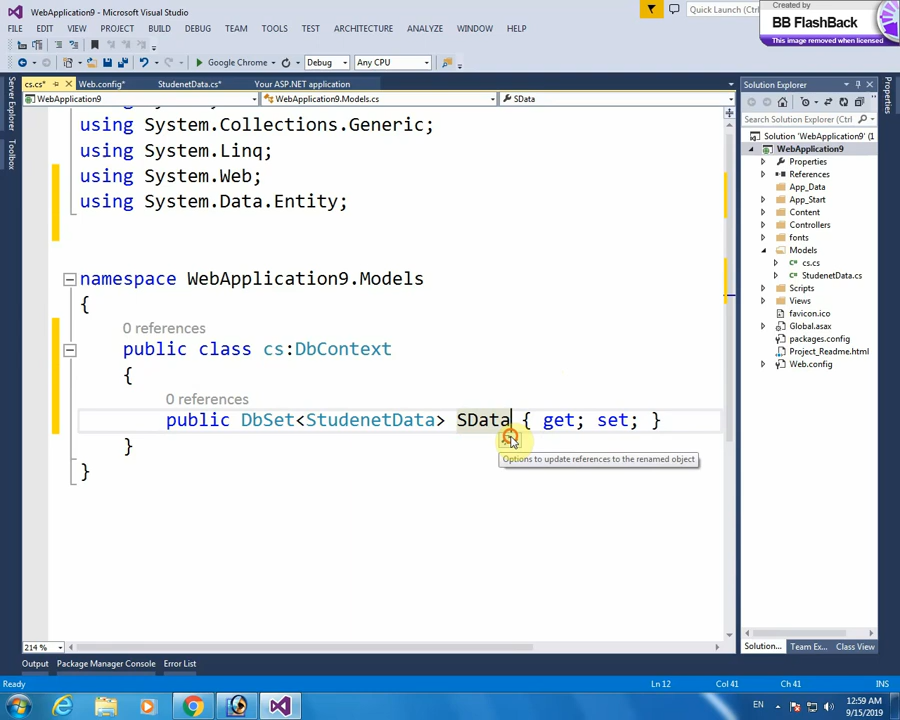 WebApplication9 - Microsoft Visual Studio
Quick Launch (Ctrl
Created by
BB FlashBack
This image removed when licensed
FILE EDIT VIEW PROJECT BUILD DEBUG TEAM TOOLS TEST ARCHITECTURE ANALYZE WINDOW HELP
Google Chrome Debug Any CPU
cs.cs* Web.config* StudenetData.cs* Your ASP.NET application
WebApplication9 WebApplication9.Models.cs SData
Server Explorer
Toolbox
using System.Collections.Generic;
using System.Linq;
using System.Web;
using System.Data.Entity;
namespace WebApplication9.Models
{
0 references
public class cs:DbContext
{
0 references
public DbSet<StudenetData> SData { get; set; }
Options to update references to the renamed object
}
}
214 %
Solution Explorer
Properties
Search Solution Explorer (Ctrl
Solution 'WebApplication9' (1
WebApplication9
Properties
References
App_Data
App_Start
Content
Controllers
fonts
Models
cs.cs
StudenetData.cs
Scripts
Views
favicon.ico
Global.asax
packages.config
Project_Readme.html
Web.config
Solution... Team Ex... Class View
Output Package Manager Console Error List
Ready Ln 12 Col 41 Ch 41 INS
EN 12:59 AM
9/15/2019